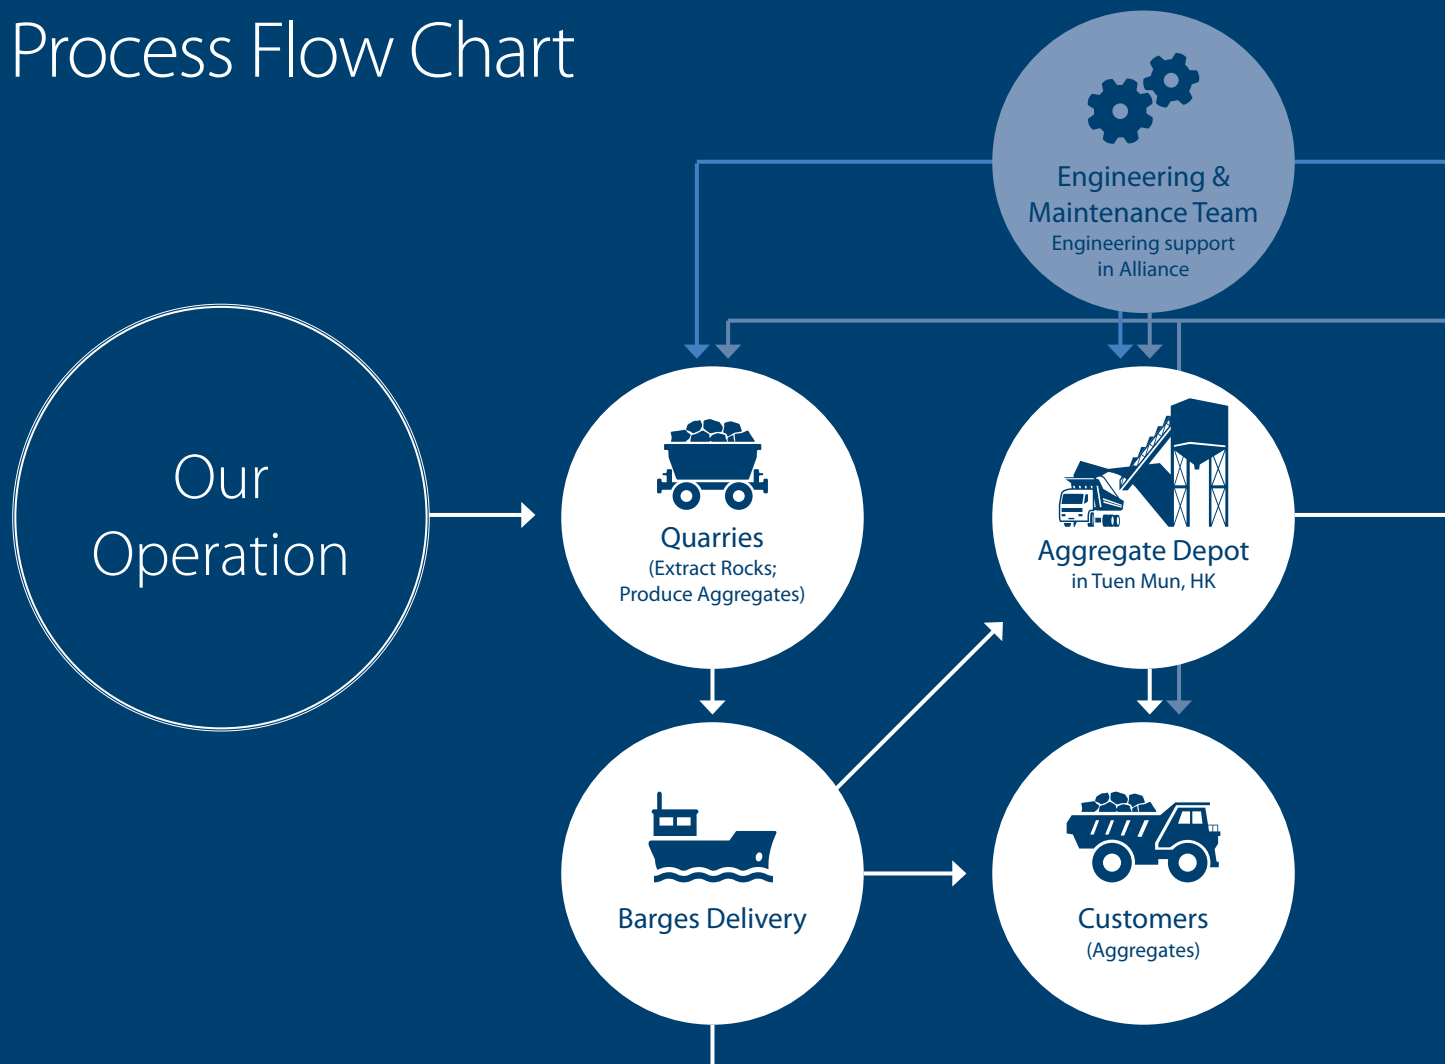 Process Flow Chart
Engineering &
Maintenance Team
Engineering support
in Alliance
Our
Operation
Quarries
(Extract Rocks;
Produce Aggregates)
Aggregate Depot
in Tuen Mun, HK
Barges Delivery
Customers
(Aggregates)